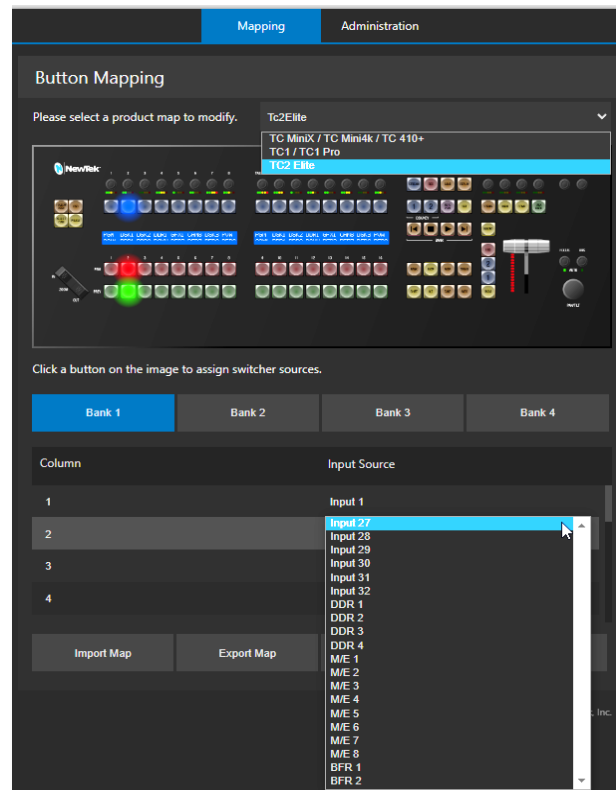 Mapping Administration
Button Mapping
Please select a product map to modify. Tc2Elite
TC MiniX / TC Mini4k / TC 410+
TC1 / TC1 Pro
TC2 Elite
NewTek
Click a button on the image to assign switcher sources.
Bank 1 Bank 2 Bank 3 Bank 4
Column Input Source
1 Input 1
2
3
4
Input 27
Input 28
Input 29
Input 30
Input 31
Input 32
DDR 1
DDR 2
DDR 3
DDR 4
M/E 1
M/E 2
M/E 3
M/E 4
M/E 5
M/E 6
M/E 7
M/E 8
BFR 1
BFR 2
Import Map Export Map
, Inc.